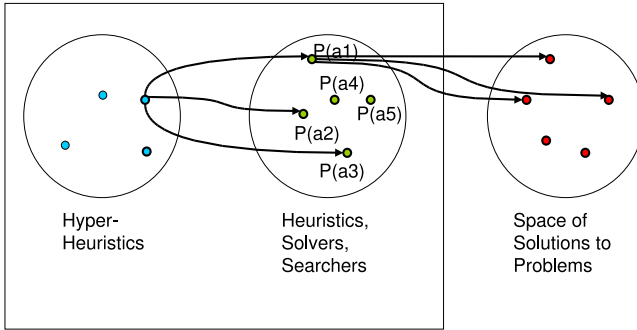 P(a1)
P(a4)
P(a5)
P(a2)
P(a3)
Hyper-
Heuristics
Heuristics,
Solvers,
Searchers
Space of
Solutions to
Problems